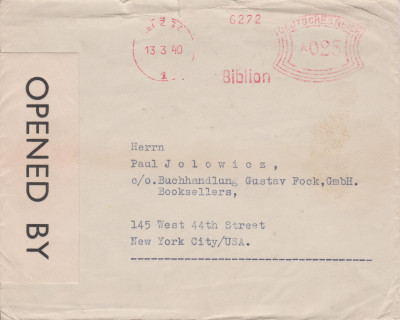 6272
13 3 40
DEUTSCHES REICH
025
Biblion
OPENED BY
Herrn
Paul Jolowicz,
c/o.Buchhandlung Gustav Fock,GmbH.
Booksellers,
145 West 44th Street
New York City/USA.